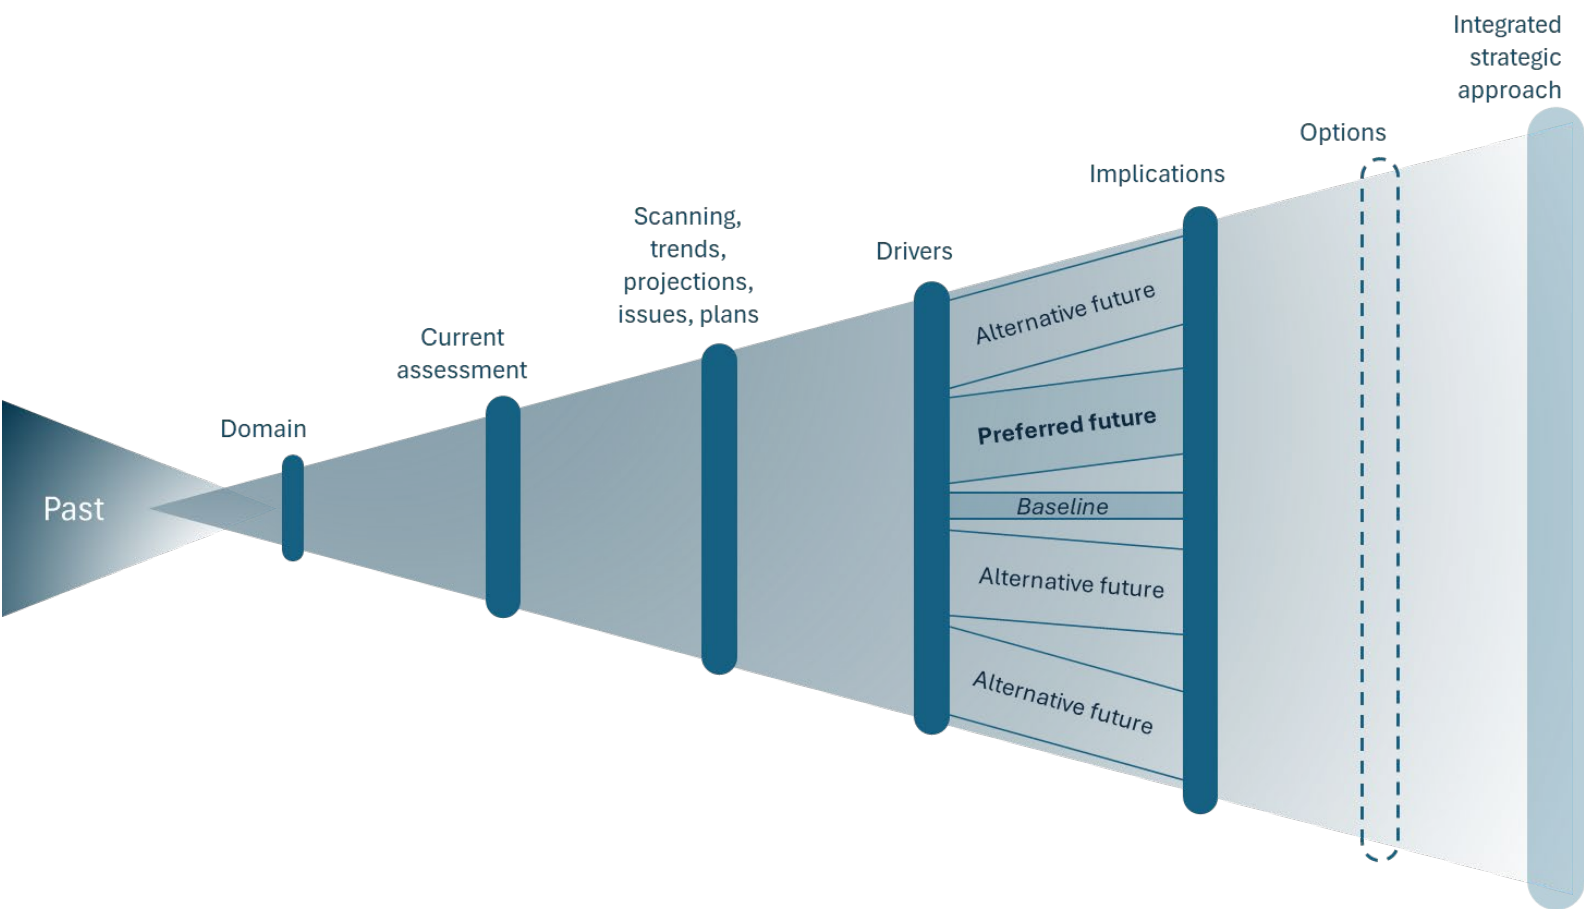 Past
Domain
Current
assessment
Scanning,
trends,
projections,
issues, plans
Drivers
Alternative future
Preferred future
Baseline
Alternative future
Alternative future
Implications
Options
Integrated
strategic
approach